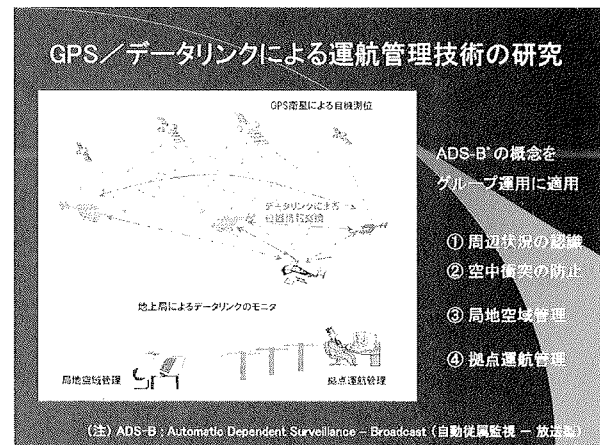 GPS／データリンクによる運航管理技術の研究
GPS衛星による自機測位
データリンクによる
位置情報交換
地上局によるデータリンクのモニタ
局地空域管理
拠点運航管理
ADS-B*の概念を
グループ運用に適用
① 周辺状況の認識
② 空中衝突の防止
③ 局地空域管理
④ 拠点運航管理
(注) ADS-B : Automatic Dependent Surveillance – Broadcast (自動従属監視 － 放送型)